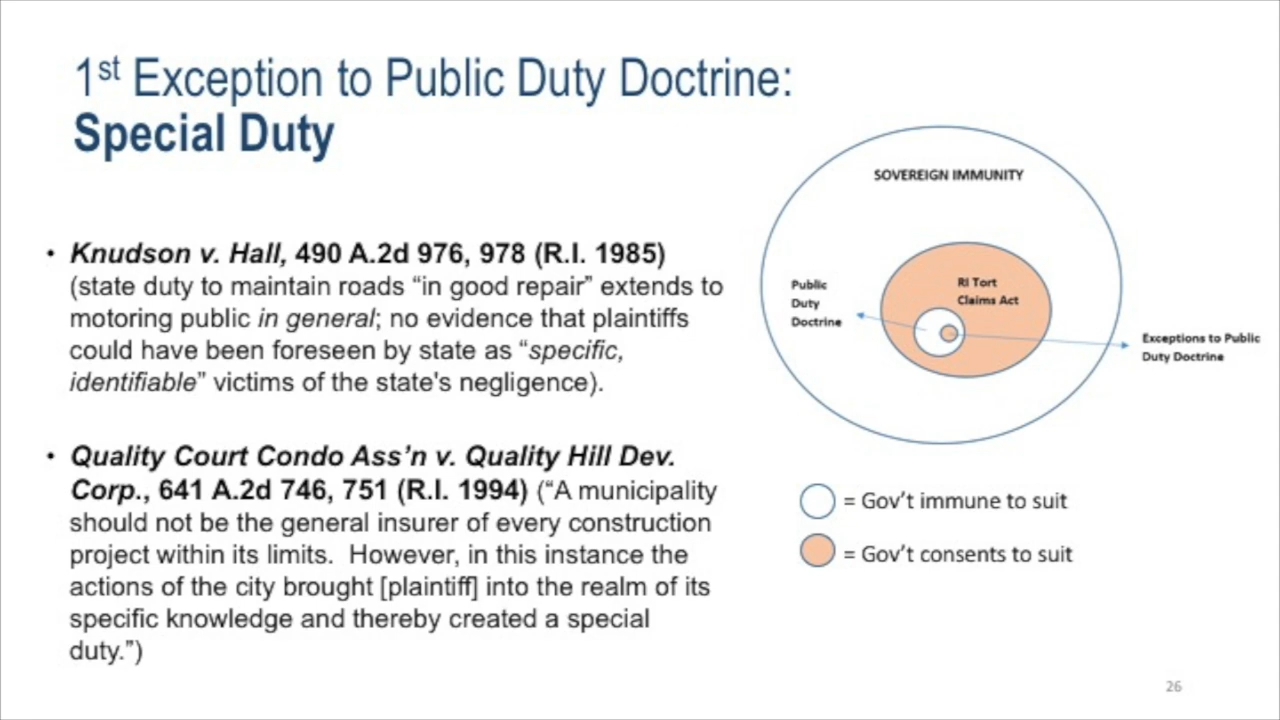 1st Exception to Public Duty Doctrine:
Special Duty
• Knudson v. Hall, 490 A.2d 976, 978 (R.I. 1985)
(state duty to maintain roads “in good repair” extends to
motoring public in general; no evidence that plaintiffs
could have been foreseen by state as “specific,
identifiable” victims of the state's negligence).
• Quality Court Condo Ass’n v. Quality Hill Dev.
Corp., 641 A.2d 746, 751 (R.I. 1994) (“A municipality
should not be the general insurer of every construction
project within its limits.  However, in this instance the
actions of the city brought [plaintiff] into the realm of its
specific knowledge and thereby created a special
duty.”)
SOVEREIGN IMMUNITY
RI Tort
Claims Act
Public
Duty
Doctrine
Exceptions to Public
Duty Doctrine
= Gov’t immune to suit
= Gov’t consents to suit
26